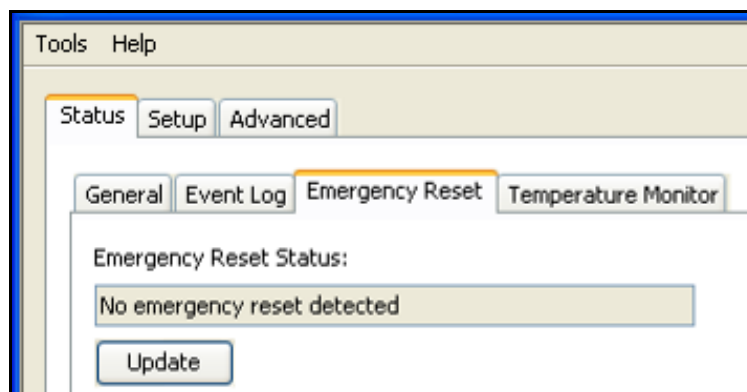 Tools Help
Status Setup Advanced
General Event Log Emergency Reset Temperature Monitor
Emergency Reset Status:
No emergency reset detected
Update